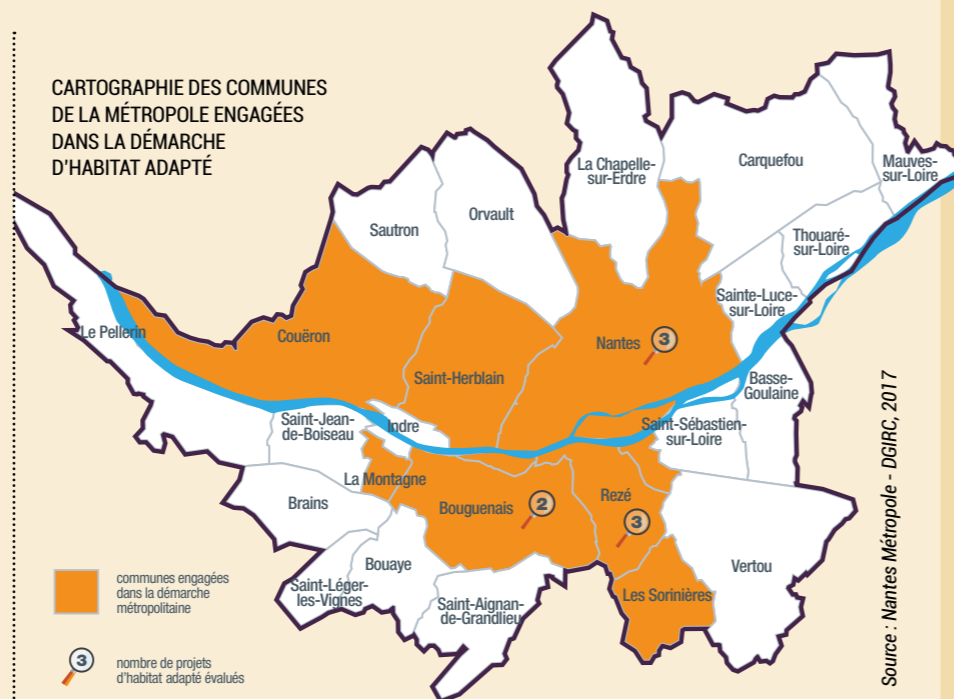 CARTOGRAPHIE DES COMMUNES
DE LA MÉTROPOLE ENGAGÉES
DANS LA DÉMARCHE
D'HABITAT ADAPTÉ
La Chapelle-
sur-Erdre
Carquefou
Mauves-
sur-Loire
Sautron
Orvault
Thouaré-
sur-Loire
Sainte-Luce-
sur-Loire
Le Pellerin
Couëron
Saint-Herblain
Nantes
3
Basse-
Goulaine
Saint-Jean-
de-Boiseau
Indre
Saint-Sébastien-
sur-Loire
La Montagne
Brains
Bouguenais
2
Rezé
3
Vertou
Bouaye
Saint-Léger-
les-Vignes
Saint-Aignan-
de-Grandlieu
Les Sorinières
communes engagées
dans la démarche
métropolitaine
3
nombre de projets
d'habitat adapté évalués
Source : Nantes Métropole - DGIRC, 2017